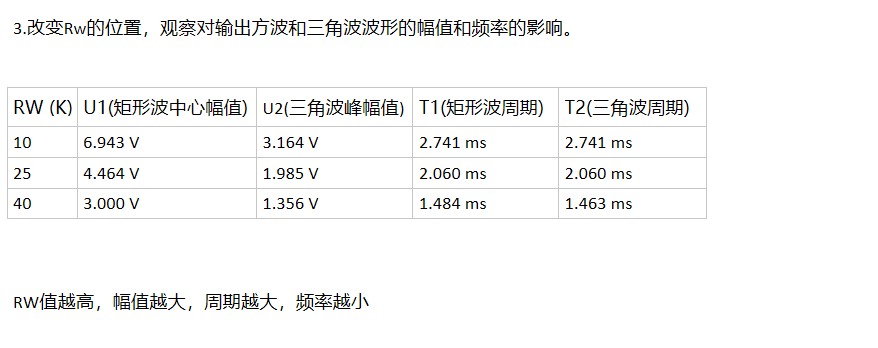 3.改变Rw的位置，观察对输出方波和三角波波形的幅值和频率的影响。
RW (K) U1(矩形波中心幅值) U2(三角波峰幅值) T1(矩形波周期) T2(三角波周期)
10 6.943 V 3.164 V 2.741 ms 2.741 ms
25 4.464 V 1.985 V 2.060 ms 2.060 ms
40 3.000 V 1.356 V 1.484 ms 1.463 ms
RW值越高，幅值越大，周期越大，频率越小